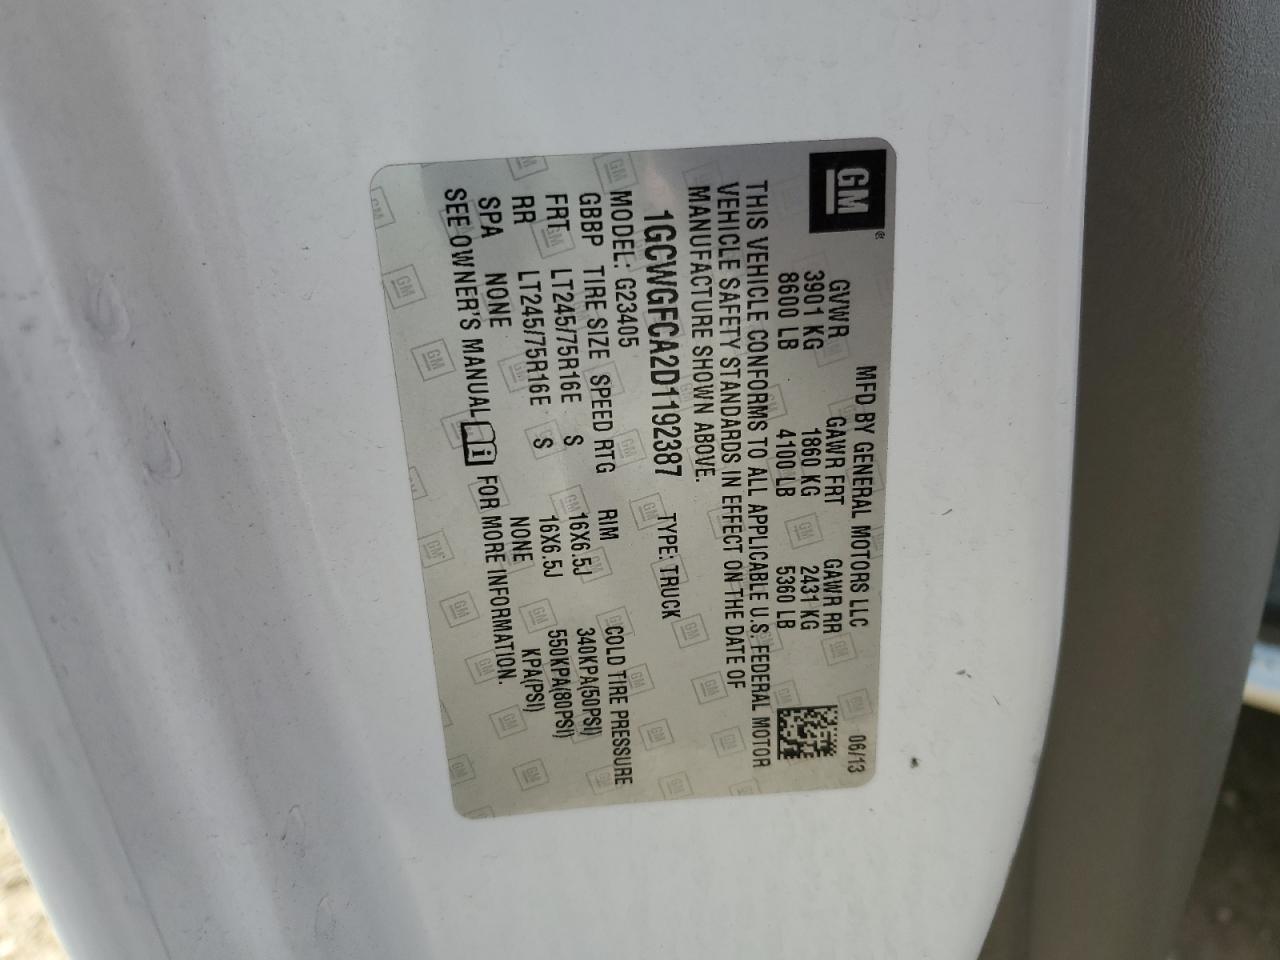 GM ®
MFD BY GENERAL MOTORS LLC 06/13
GVWR GAWR FRT GAWR RR
3901 KG 1860 KG 2431 KG
8600 LB 4100 LB 5360 LB
THIS VEHICLE CONFORMS TO ALL APPLICABLE U.S. FEDERAL MOTOR
VEHICLE SAFETY STANDARDS IN EFFECT ON THE DATE OF
MANUFACTURE SHOWN ABOVE.
1GCWGFCA2D1192387 TYPE: TRUCK
MODEL: G23405
GBBP TIRE SIZE SPEED RTG RIM COLD TIRE PRESSURE
FRT LT245/75R16E S 16X6.5J 340KPA(50PSI)
RR LT245/75R16E S 16X6.5J 550KPA(80PSI)
SPA NONE NONE KPA(PSI)
SEE OWNER'S MANUAL i FOR MORE INFORMATION.